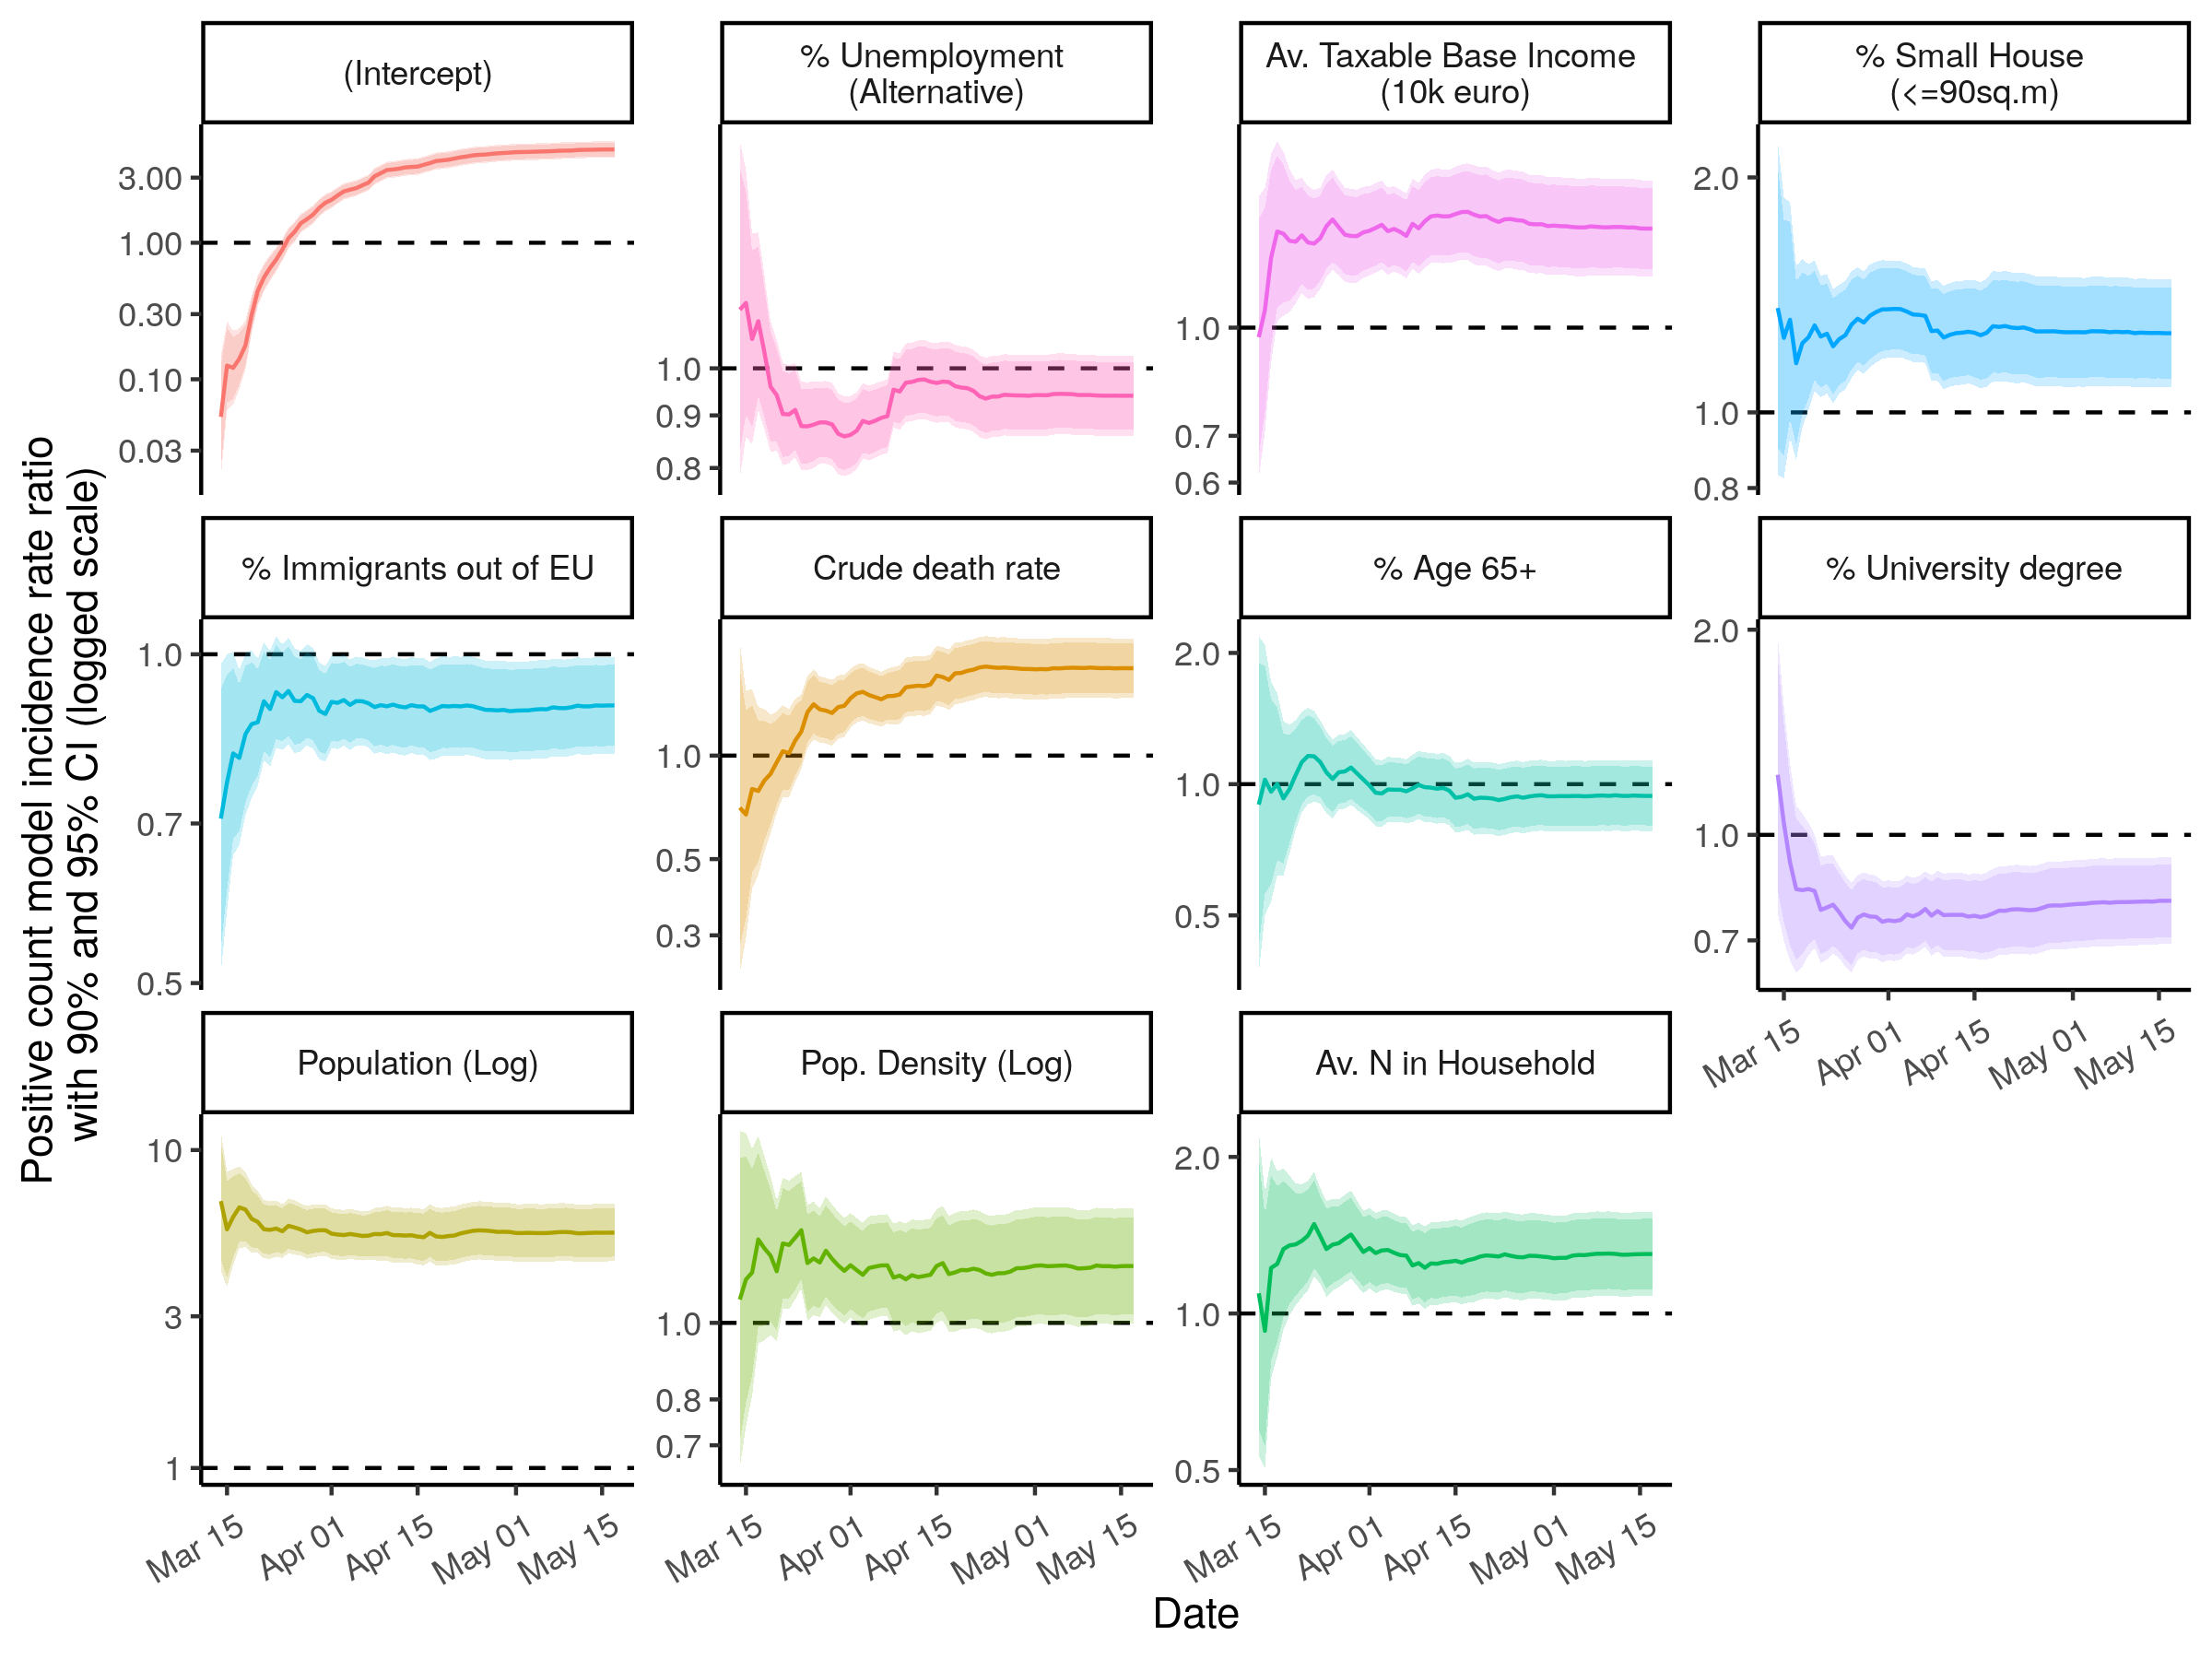 Positive count model incidence rate ratio
with 90% and 95% CI (logged scale)
(Intercept)
3.00
1.00
0.30
0.10
0.03
% Unemployment
(Alternative)
1.0
0.9
0.8
Av. Taxable Base Income
(10k euro)
1.0
0.7
0.6
% Small House
(<=90sq.m)
2.0
1.0
0.8
% Immigrants out of EU
1.0
0.7
0.5
Crude death rate
1.0
0.5
0.3
% Age 65+
2.0
1.0
0.5
% University degree
2.0
1.0
0.7
Mar 15
Apr 01
Apr 15
May 01
May 15
Population (Log)
10
3
1
Mar 15
Apr 01
Apr 15
May 01
May 15
Pop. Density (Log)
1.0
0.8
0.7
Mar 15
Apr 01
Apr 15
May 01
May 15
Av. N in Household
2.0
1.0
0.5
Mar 15
Apr 01
Apr 15
May 01
May 15
Date